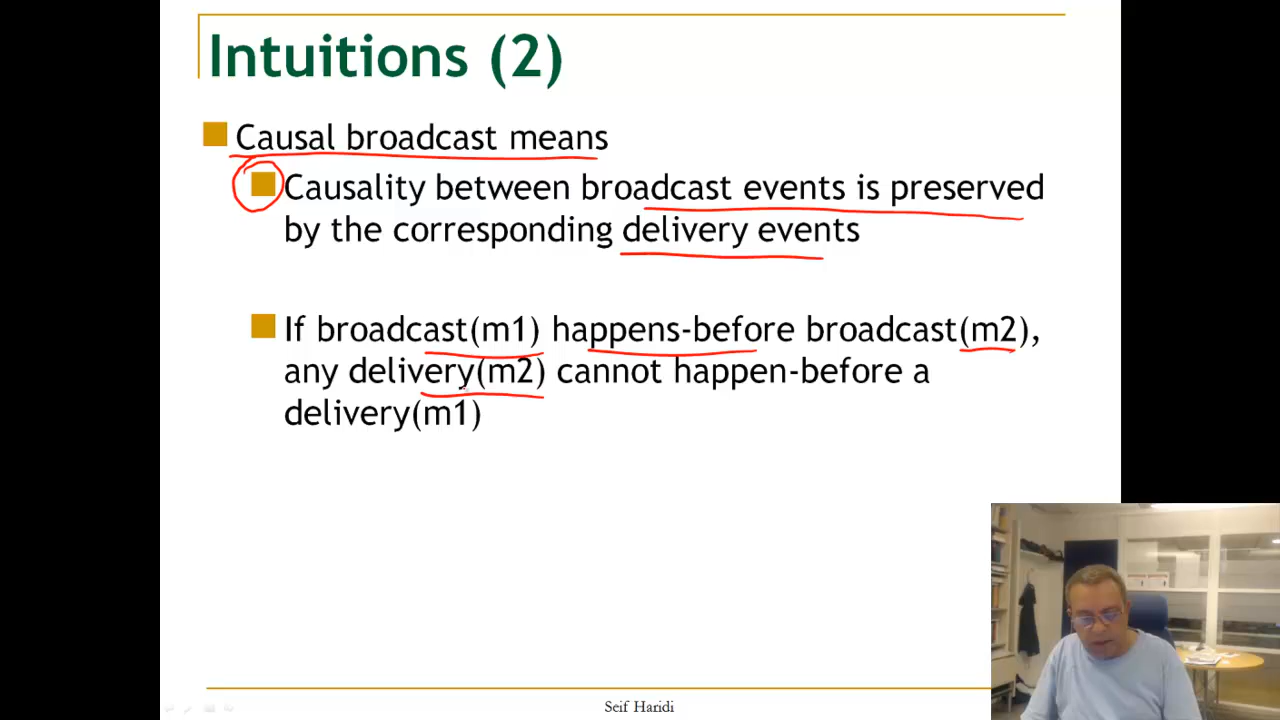 Intuitions (2)
Causal broadcast means
Causality between broadcast events is preserved
by the corresponding delivery events
If broadcast(m1) happens-before broadcast(m2),
any delivery(m2) cannot happen-before a
delivery(m1)
Seif Haridi